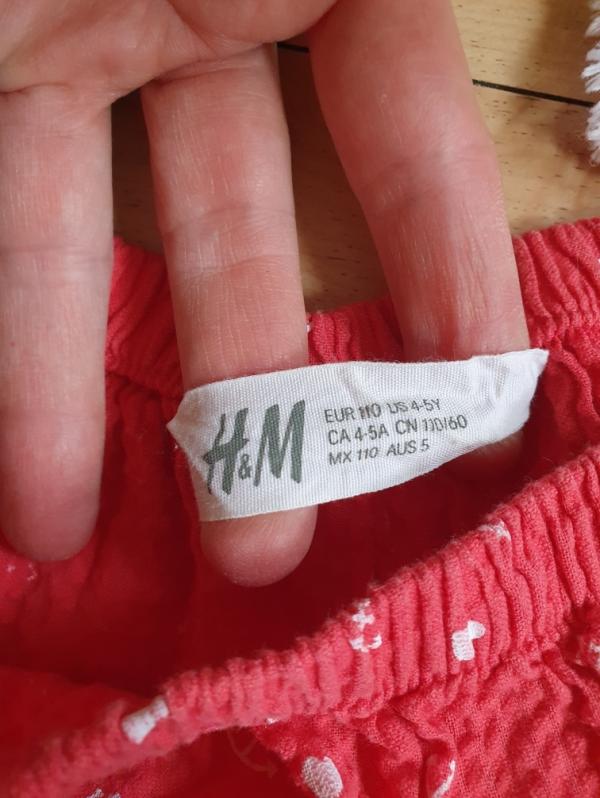 H&M
EUR 110 US 4-5Y
CA 4-5A CN 110/60
MX 110 AUS 5